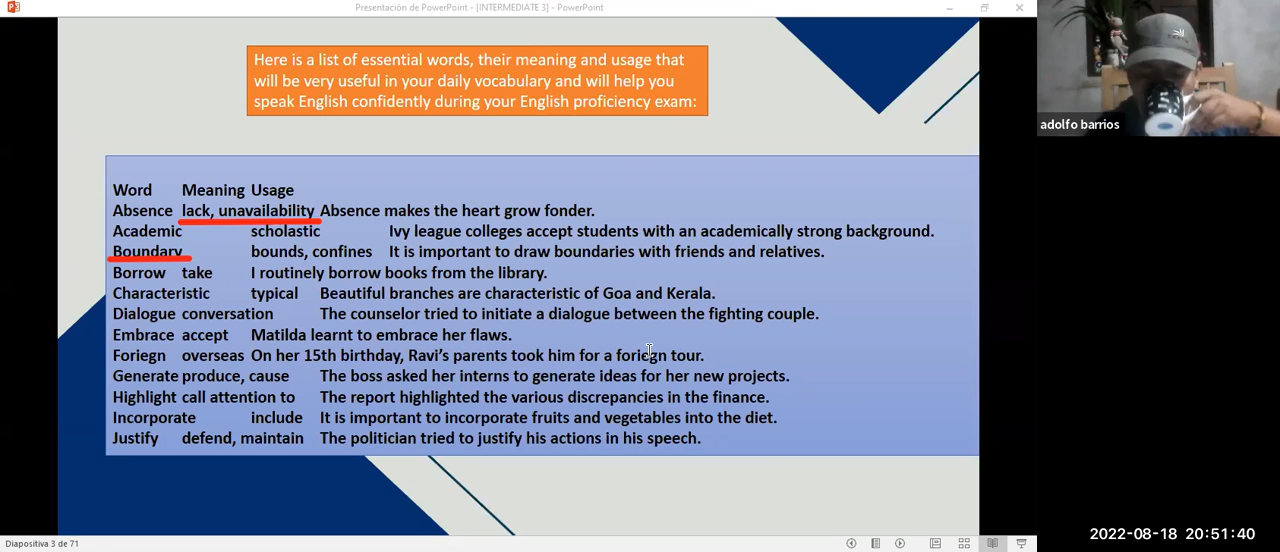 Presentación de PowerPoint - [INTERMEDIATE 3] - PowerPoint
Here is a list of essential words, their meaning and usage that
will be very useful in your daily vocabulary and will help you
speak English confidently during your English proficiency exam:
adolfo barrios
Word Meaning Usage
Absence lack, unavailability Absence makes the heart grow fonder.
Academic scholastic Ivy league colleges accept students with an academically strong background.
Boundary bounds, confines It is important to draw boundaries with friends and relatives.
Borrow take I routinely borrow books from the library.
Characteristic typical Beautiful branches are characteristic of Goa and Kerala.
Dialogue conversation The counselor tried to initiate a dialogue between the fighting couple.
Embrace accept Matilda learnt to embrace her flaws.
Foriegn overseas On her 15th birthday, Ravi's parents took him for a foriegn tour.
Generate produce, cause The boss asked her interns to generate ideas for her new projects.
Highlight call attention to The report highlighted the various discrepancies in the finance.
Incorporate include It is important to incorporate fruits and vegetables into the diet.
Justify defend, maintain The politician tried to justify his actions in his speech.
Diapositiva 3 de 71
2022-08-18 20:51:40